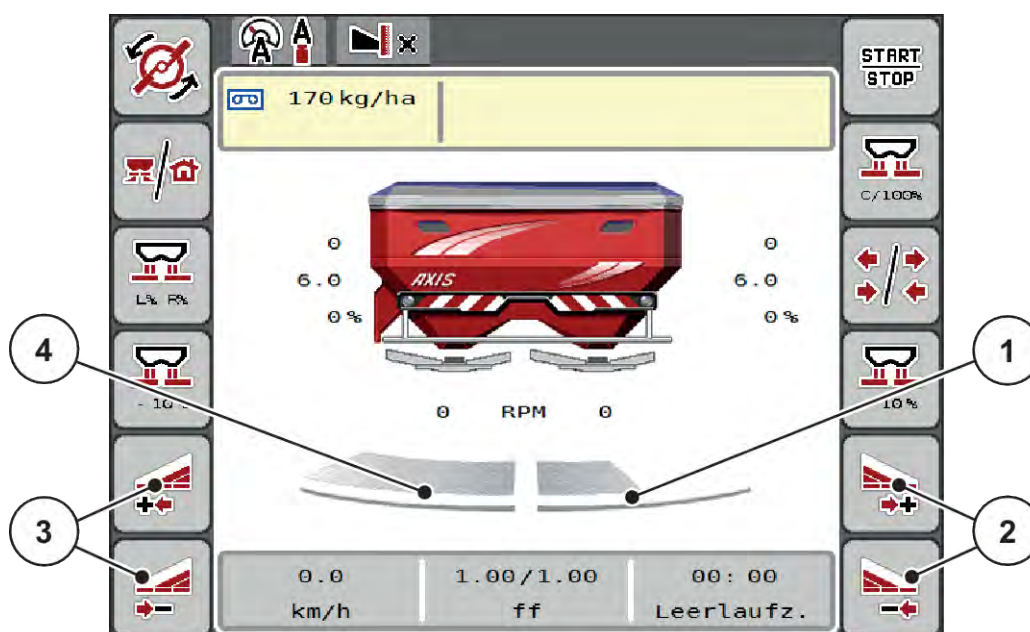 A A x
START
STOP
170 kg/ha
C/100%
0 0
6.0 6.0
AXIS
L% R%
0 % 0 %
4
1
- 10
10 %
0 RPM 0
3
2
0.0 1.00/1.00 00: 00
km/h ff Leerlaufz.